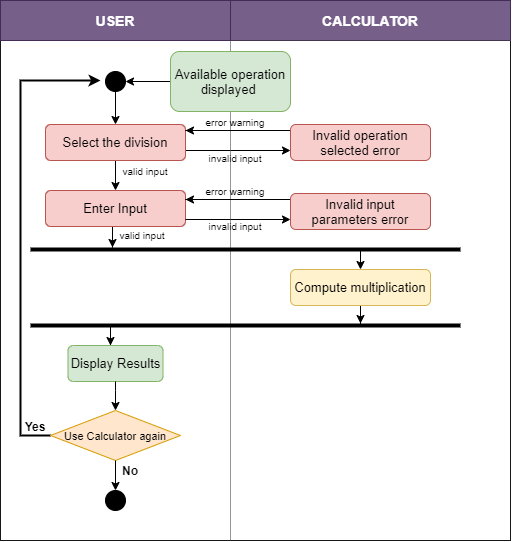 USER
CALCULATOR
Available operation
displayed
error warning
Select the division
Invalid operation
selected error
invalid input
valid input
error warning
Enter Input
Invalid input
parameters error
invalid input
valid input
Compute multiplication
Display Results
Yes
Use Calculator again
No